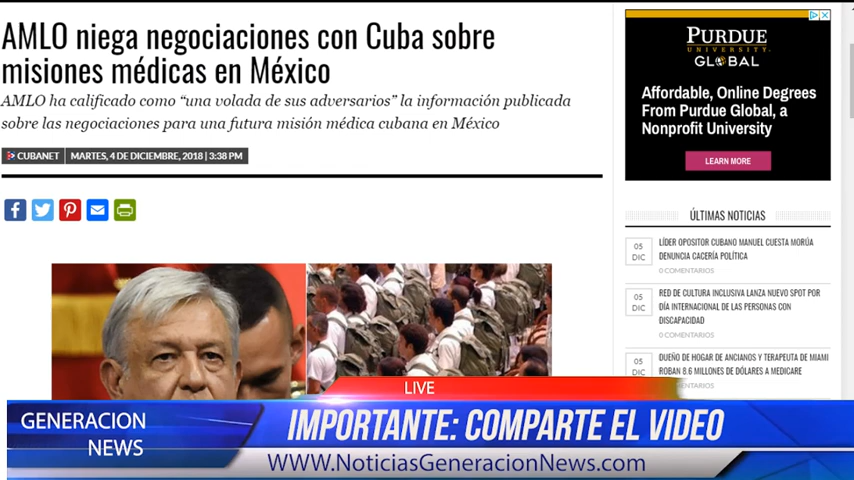 AMLO niega negociaciones con Cuba sobre
misiones médicas en México
AMLO ha calificado como “una volada de sus adversarios” la información publicada
sobre las negociaciones para una futura misión médica cubana en México
CUBANET | MARTES, 4 DE DICIEMBRE, 2018 | 3:38 PM
PURDUE
UNIVERSITY
GLOBAL
Affordable, Online Degrees
From Purdue Global, a
Nonprofit University
LEARN MORE
ÚLTIMAS NOTICIAS
05
DIC
LÍDER OPOSITOR CUBANO MANUEL CUESTA MORÚA
DENUNCIA CACERÍA POLÍTICA
0 COMENTARIOS
05
DIC
RED DE CULTURA INCLUSIVA LANZA NUEVO SPOT POR
DÍA INTERNACIONAL DE LAS PERSONAS CON
DISCAPACIDAD
0 COMENTARIOS
05
DIC
DUEÑO DE HOGAR DE ANCIANOS Y TERAPEUTA DE MIAMI
ROBAN 8.6 MILLONES DE DÓLARES A MEDICARE
LIVE
GENERACION
NEWS
IMPORTANTE: COMPARTE EL VIDEO
WWW.NoticiasGeneracionNews.com